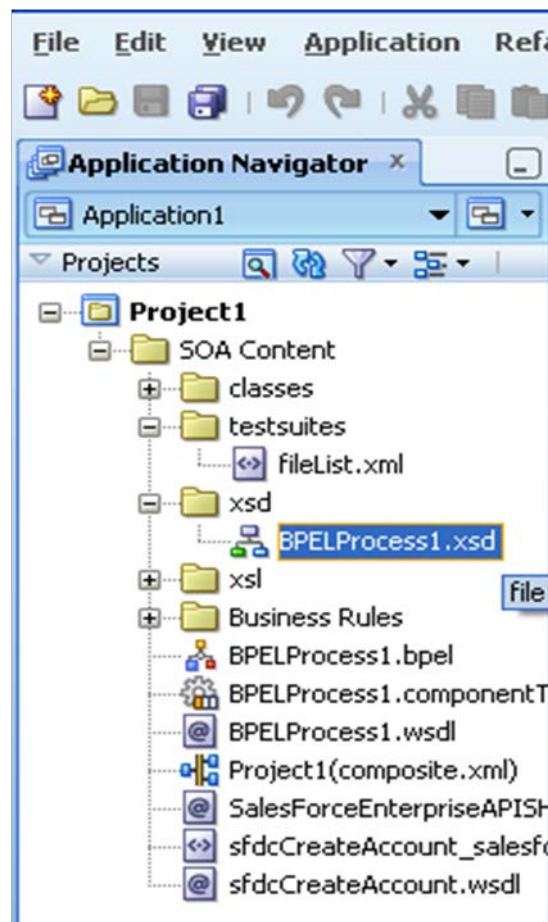 File Edit View Application Refa
Application Navigator ×
Application1
Projects
Project1
SOA Content
classes
testsuites
fileList.xml
xsd
BPELProcess1.xsd
xsl
file
Business Rules
BPELProcess1.bpel
BPELProcess1.componentT
BPELProcess1.wsdl
Project1(composite.xml)
SalesForceEnterpriseAPISH
sfdcCreateAccount_salesfo
sfdcCreateAccount.wsdl